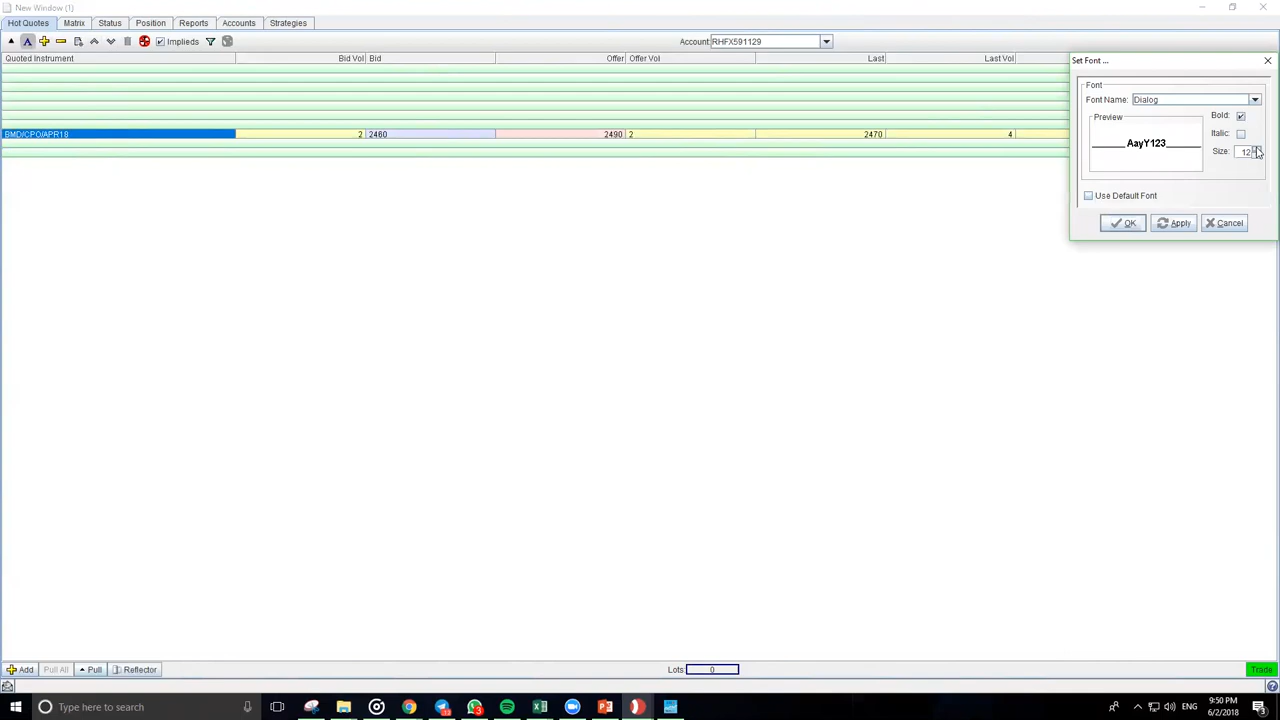 New Window (1)
Hot Quotes Matrix Status Position Reports Accounts Strategies
Implieds Account: RHFX591129
Quoted Instrument Bid Vol Bid Offer Offer Vol Last Last Vol
BMD/CPO/APR18 2 2460 2490 2 2470 4
Set Font ...
Font
Font Name: Dialog
Preview
Bold:
AayY123
Italic:
Size: 12
Use Default Font
OK Apply Cancel
Add Pull All Pull Reflector Lots: 0 Trade
Type here to search
3
ENG
9:50 PM
6/2/2018
3